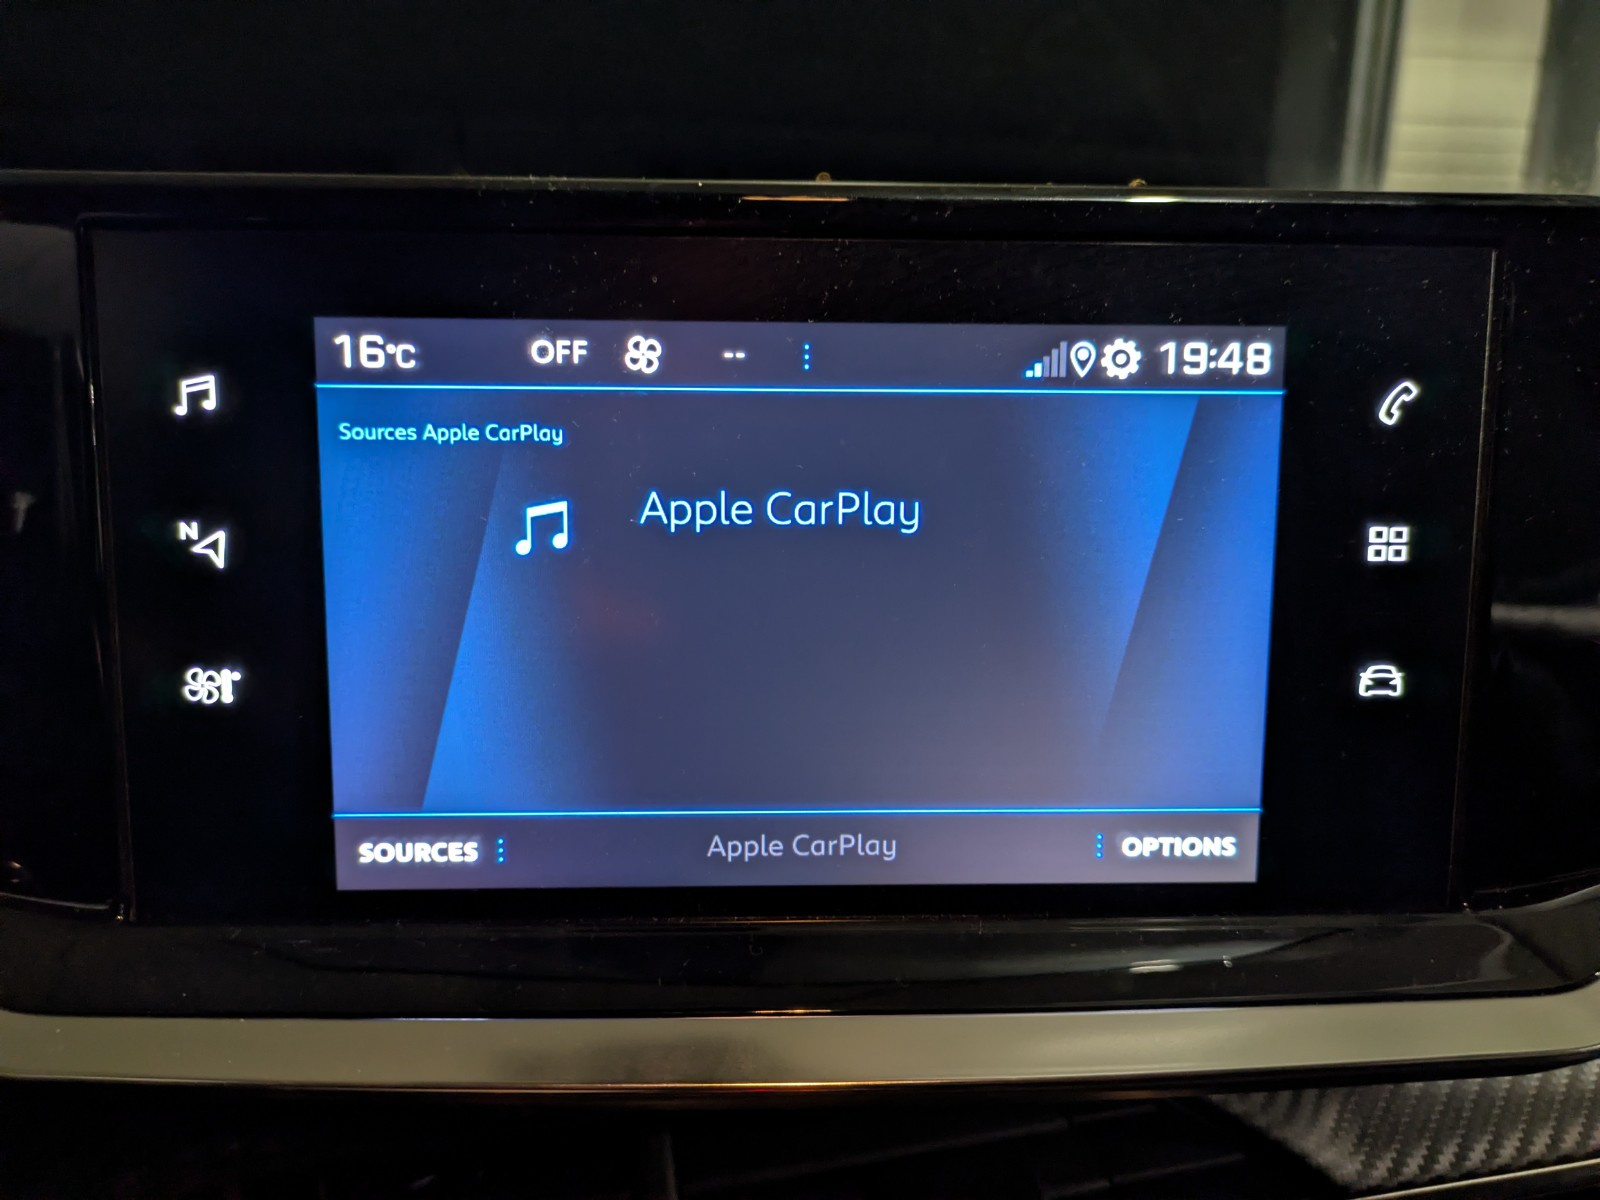 16°C OFF -- 19:48
Sources Apple CarPlay
Apple CarPlay
N
SOURCES Apple CarPlay OPTIONS